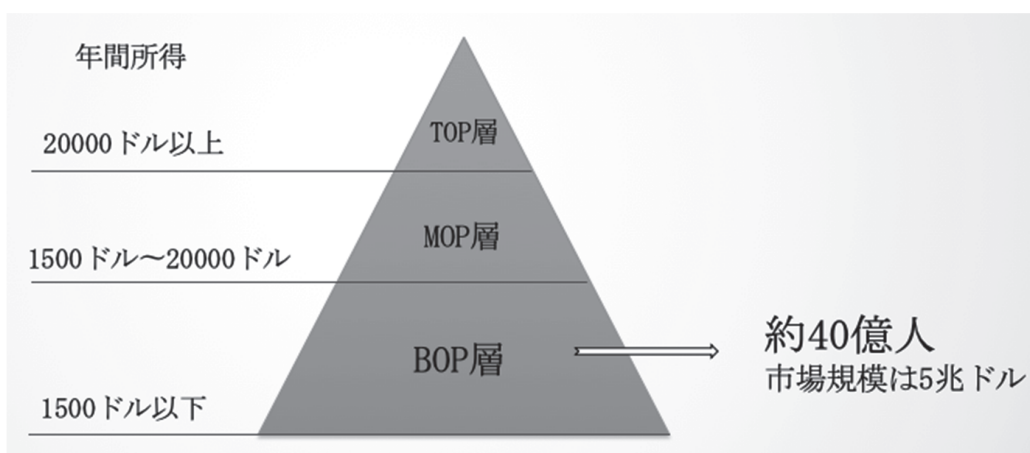 年間所得
TOP層
20000ドル以上
MOP層
1500ドル～20000ドル
BOP層
約40億人
市場規模は5兆ドル
1500ドル以下